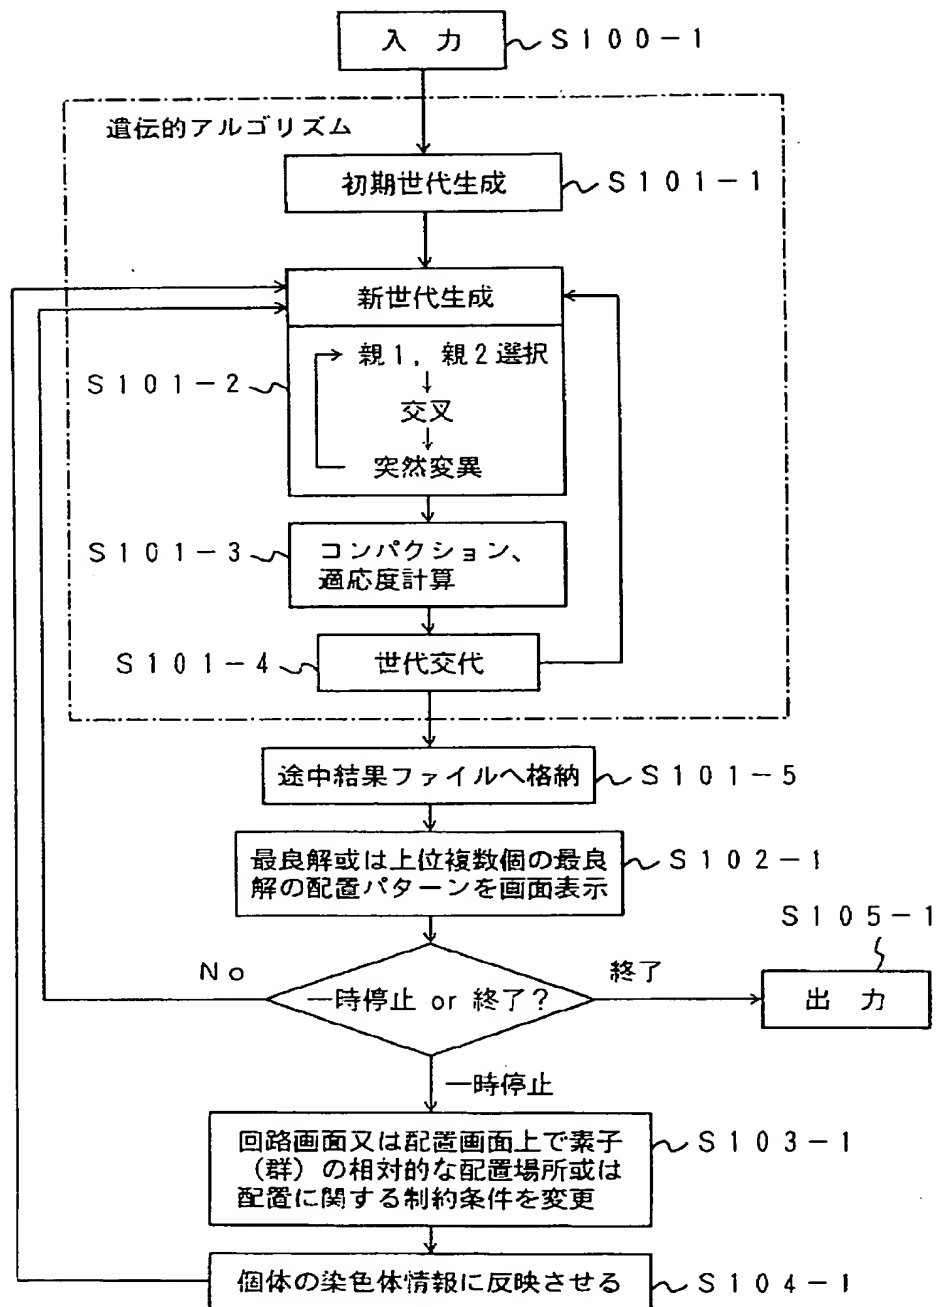 入 力
S100-1
遺伝的アルゴリズム
初期世代生成
S101-1
新世代生成
親1，親2選択
↓
交叉
↓
突然変異
S101-2
コンパクション、
適応度計算
S101-3
世代交代
S101-4
途中結果ファイルへ格納
S101-5
最良解或は上位複数個の最良
解の配置パターンを画面表示
S102-1
一時停止 or 終了？
No
終了
S105-1
出 力
一時停止
回路画面又は配置画面上で素子
（群）の相対的な配置場所或は
配置に関する制約条件を変更
S103-1
個体の染色体情報に反映させる
S104-1